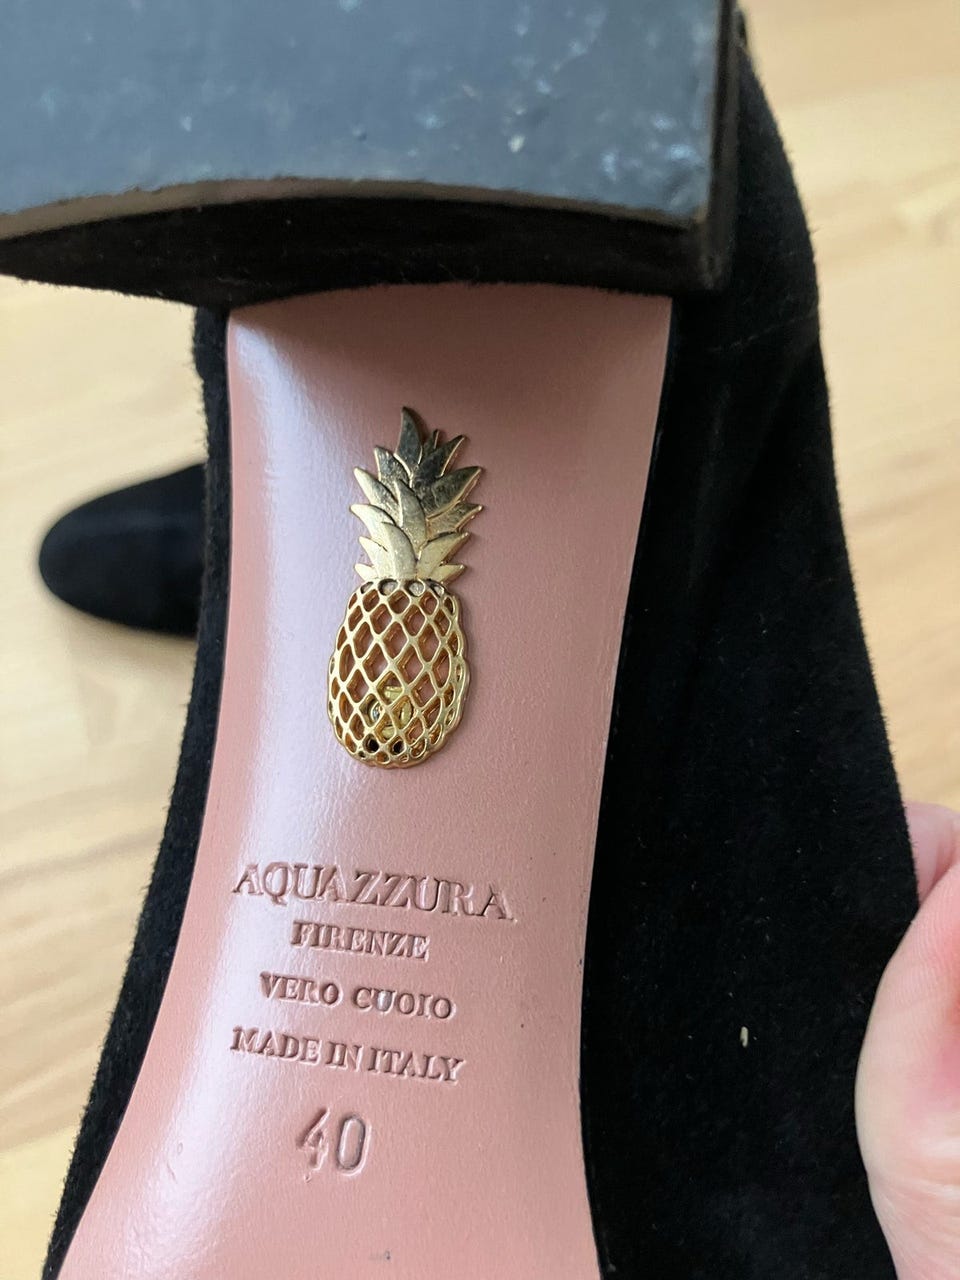 AQUAZZURA
FIRENZE
VERO CUOIO
MADE IN ITALY
40